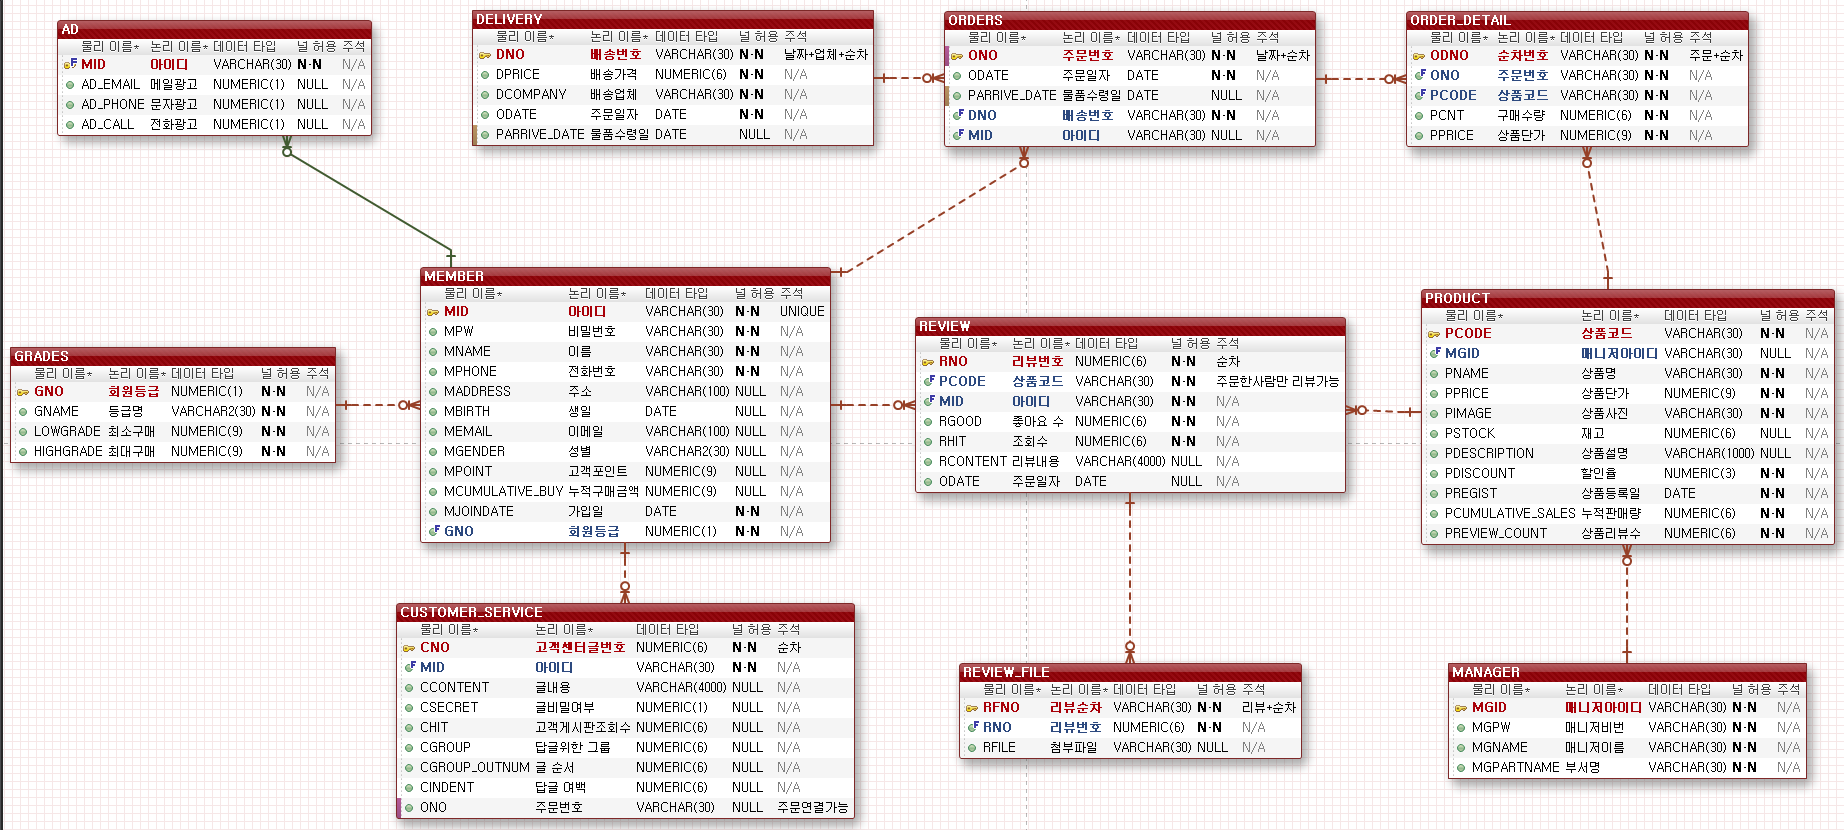 AD
물리 이름* 논리 이름* 데이터 타입 널 허용 주석
MID 아이디 VARCHAR(30) N-N N/A
AD_EMAIL 메일광고 NUMERIC(1) NULL N/A
AD_PHONE 문자광고 NUMERIC(1) NULL N/A
AD_CALL 전화광고 NUMERIC(1) NULL N/A
DELIVERY
물리 이름* 논리 이름* 데이터 타입 널 허용 주석
DNO 배송번호 VARCHAR(30) N-N 날짜+업체+순차
DPRICE 배송가격 NUMERIC(6) N-N N/A
DCOMPANY 배송업체 VARCHAR(30) N-N N/A
ODATE 주문일자 DATE N-N N/A
PARRIVE_DATE 물품수령일 DATE NULL N/A
ORDERS
물리 이름* 논리 이름* 데이터 타입 널 허용 주석
ONO 주문번호 VARCHAR(30) N-N 날짜+순차
ODATE 주문일자 DATE N-N N/A
PARRIVE_DATE 물품수령일 DATE NULL N/A
DNO 배송번호 VARCHAR(30) N-N N/A
MID 아이디 VARCHAR(30) NULL N/A
ORDER_DETAIL
물리 이름* 논리 이름* 데이터 타입 널 허용 주석
ODNO 순차번호 VARCHAR(30) N-N 주문+순차
ONO 주문번호 VARCHAR(30) N-N N/A
PCODE 상품코드 VARCHAR(30) N-N N/A
PCNT 구매수량 NUMERIC(6) N-N N/A
PPRICE 상품단가 NUMERIC(9) N-N N/A
MEMBER
물리 이름* 논리 이름* 데이터 타입 널 허용 주석
MID 아이디 VARCHAR(30) N-N UNIQUE
MPW 비밀번호 VARCHAR(30) N-N N/A
MNAME 이름 VARCHAR(30) N-N N/A
MPHONE 전화번호 VARCHAR(30) N-N N/A
MADDRESS 주소 VARCHAR(100) NULL N/A
MBIRTH 생일 DATE NULL N/A
MEMAIL 이메일 VARCHAR(100) NULL N/A
MGENDER 성별 VARCHAR2(30) NULL N/A
MPOINT 고객포인트 NUMERIC(9) NULL N/A
MCUMULATIVE_BUY 누적구매금액 NUMERIC(9) NULL N/A
MJOINDATE 가입일 DATE N-N N/A
GNO 회원등급 NUMERIC(1) N-N N/A
GRADES
물리 이름* 논리 이름* 데이터 타입 널 허용 주석
GNO 회원등급 NUMERIC(1) N-N N/A
GNAME 등급명 VARCHAR2(30) N-N N/A
LOWGRADE 최소구매 NUMERIC(9) N-N N/A
HIGHGRADE 최대구매 NUMERIC(9) N-N N/A
REVIEW
물리 이름* 논리 이름* 데이터 타입 널 허용 주석
RNO 리뷰번호 NUMERIC(6) N-N 순차
PCODE 상품코드 VARCHAR(30) N-N 주문한사람만 리뷰가능
MID 아이디 VARCHAR(30) N-N N/A
RGOOD 좋아요 수 NUMERIC(6) N-N N/A
RHIT 조회수 NUMERIC(6) N-N N/A
RCONTENT 리뷰내용 VARCHAR(4000) NULL N/A
ODATE 주문일자 DATE NULL N/A
PRODUCT
물리 이름* 논리 이름* 데이터 타입 널 허용 주석
PCODE 상품코드 VARCHAR(30) N-N N/A
MGID 매니저아이디 VARCHAR(30) NULL N/A
PNAME 상품명 VARCHAR(30) N-N N/A
PPRICE 상품단가 NUMERIC(9) N-N N/A
PIMAGE 상품사진 VARCHAR(30) N-N N/A
PSTOCK 재고 NUMERIC(6) NULL N/A
PDESCRIPTION 상품설명 VARCHAR(1000) NULL N/A
PDISCOUNT 할인율 NUMERIC(3) N-N N/A
PREGIST 상품등록일 DATE N-N N/A
PCUMULATIVE_SALES 누적판매량 NUMERIC(6) N-N N/A
PREVIEW_COUNT 상품리뷰수 NUMERIC(6) N-N N/A
CUSTOMER_SERVICE
물리 이름* 논리 이름* 데이터 타입 널 허용 주석
CNO 고객센터글번호 NUMERIC(6) N-N 순차
MID 아이디 VARCHAR(30) N-N N/A
CCONTENT 글내용 VARCHAR(4000) NULL N/A
CSECRET 글비밀여부 NUMERIC(1) NULL N/A
CHIT 고객게시판조회수 NUMERIC(6) NULL N/A
CGROUP 답글위한 그룹 NUMERIC(6) NULL N/A
CGROUP_OUTNUM 글 순서 NUMERIC(6) NULL N/A
CINDENT 답글 여백 NUMERIC(6) NULL N/A
ONO 주문번호 VARCHAR(30) NULL 주문연결가능
REVIEW_FILE
물리 이름* 논리 이름* 데이터 타입 널 허용 주석
RFNO 리뷰순차 VARCHAR(30) N-N 리뷰+순차
RNO 리뷰번호 NUMERIC(6) N-N N/A
RFILE 첨부파일 VARCHAR(30) NULL N/A
MANAGER
물리 이름* 논리 이름* 데이터 타입 널 허용 주석
MGID 매니저아이디 VARCHAR(30) N-N N/A
MGPW 매니저비번 VARCHAR(30) N-N N/A
MGNAME 매니저이름 VARCHAR(30) N-N N/A
MGPARTNAME 부서명 VARCHAR(30) N-N N/A